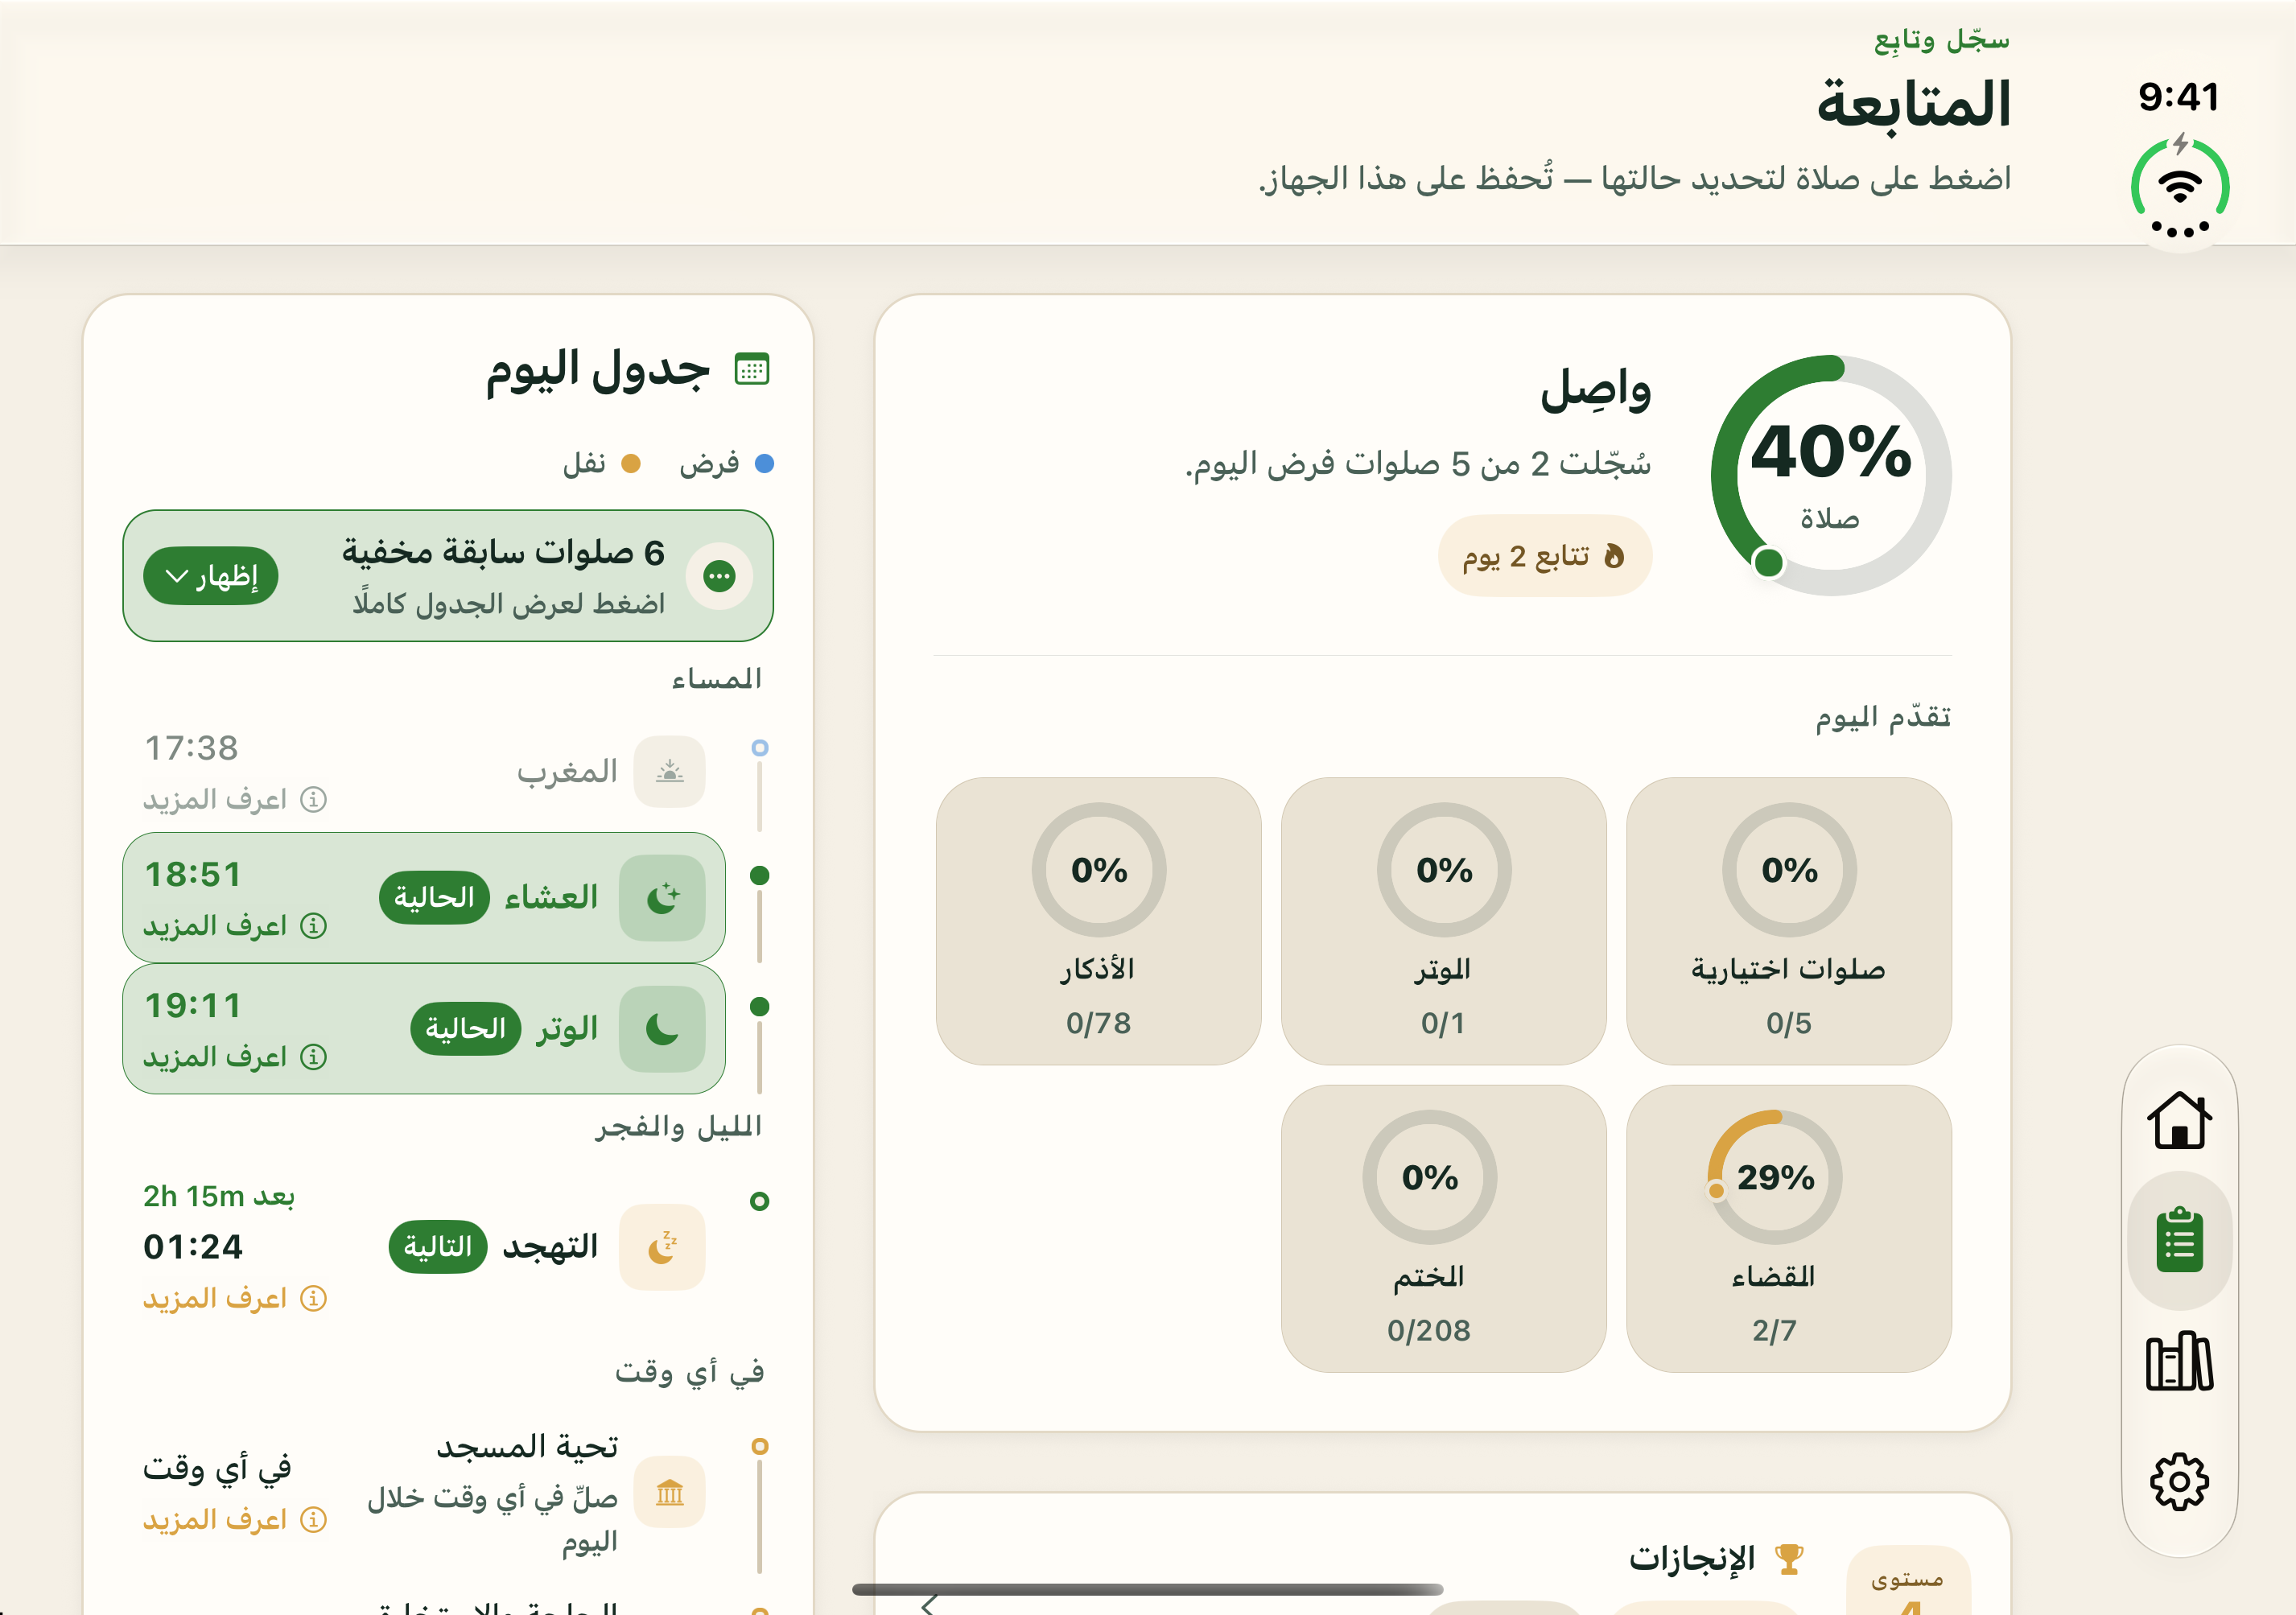 سجّل وتابِع
المتابعة
اضغط على صلاة لتحديد حالتها — تُحفظ على هذا الجهاز.
9:41
40%
صلاة
واصِل
سُجّلت 2 من 5 صلوات فرض اليوم.
تتابع 2 يوم
تقدّم اليوم
0%
صلوات اختيارية
0/5
0%
الوتر
0/1
0%
الأذكار
0/78
29%
القضاء
2/7
0%
الختم
0/208
الإنجازات
مستوى
جدول اليوم
فرض
نفل
6 صلوات سابقة مخفية
اضغط لعرض الجدول كاملًا
إظهار
المساء
المغرب
17:38
اعرف المزيد
العشاء
الحالية
18:51
اعرف المزيد
الوتر
الحالية
19:11
اعرف المزيد
الليل والفجر
التهجد
التالية
بعد 2h 15m
01:24
اعرف المزيد
في أي وقت
تحية المسجد
صلِّ في أي وقت خلال
اليوم
في أي وقت
اعرف المزيد